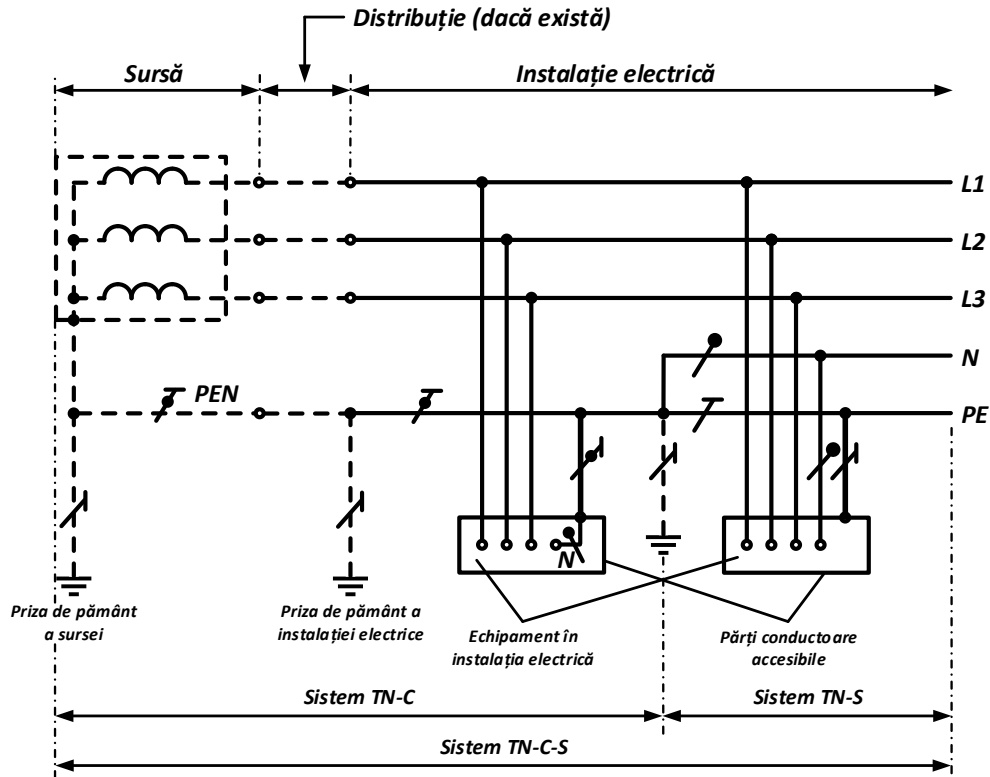 Distribuție (dacă există)
Sursă
Instalație electrică
L1
L2
L3
N
PEN
PE
N
Priza de pământ
a sursei
Priza de pământ a
instalației electrice
Echipament în
instalația electrică
Părți conductoare
accesibile
Sistem TN-C
Sistem TN-S
Sistem TN-C-S